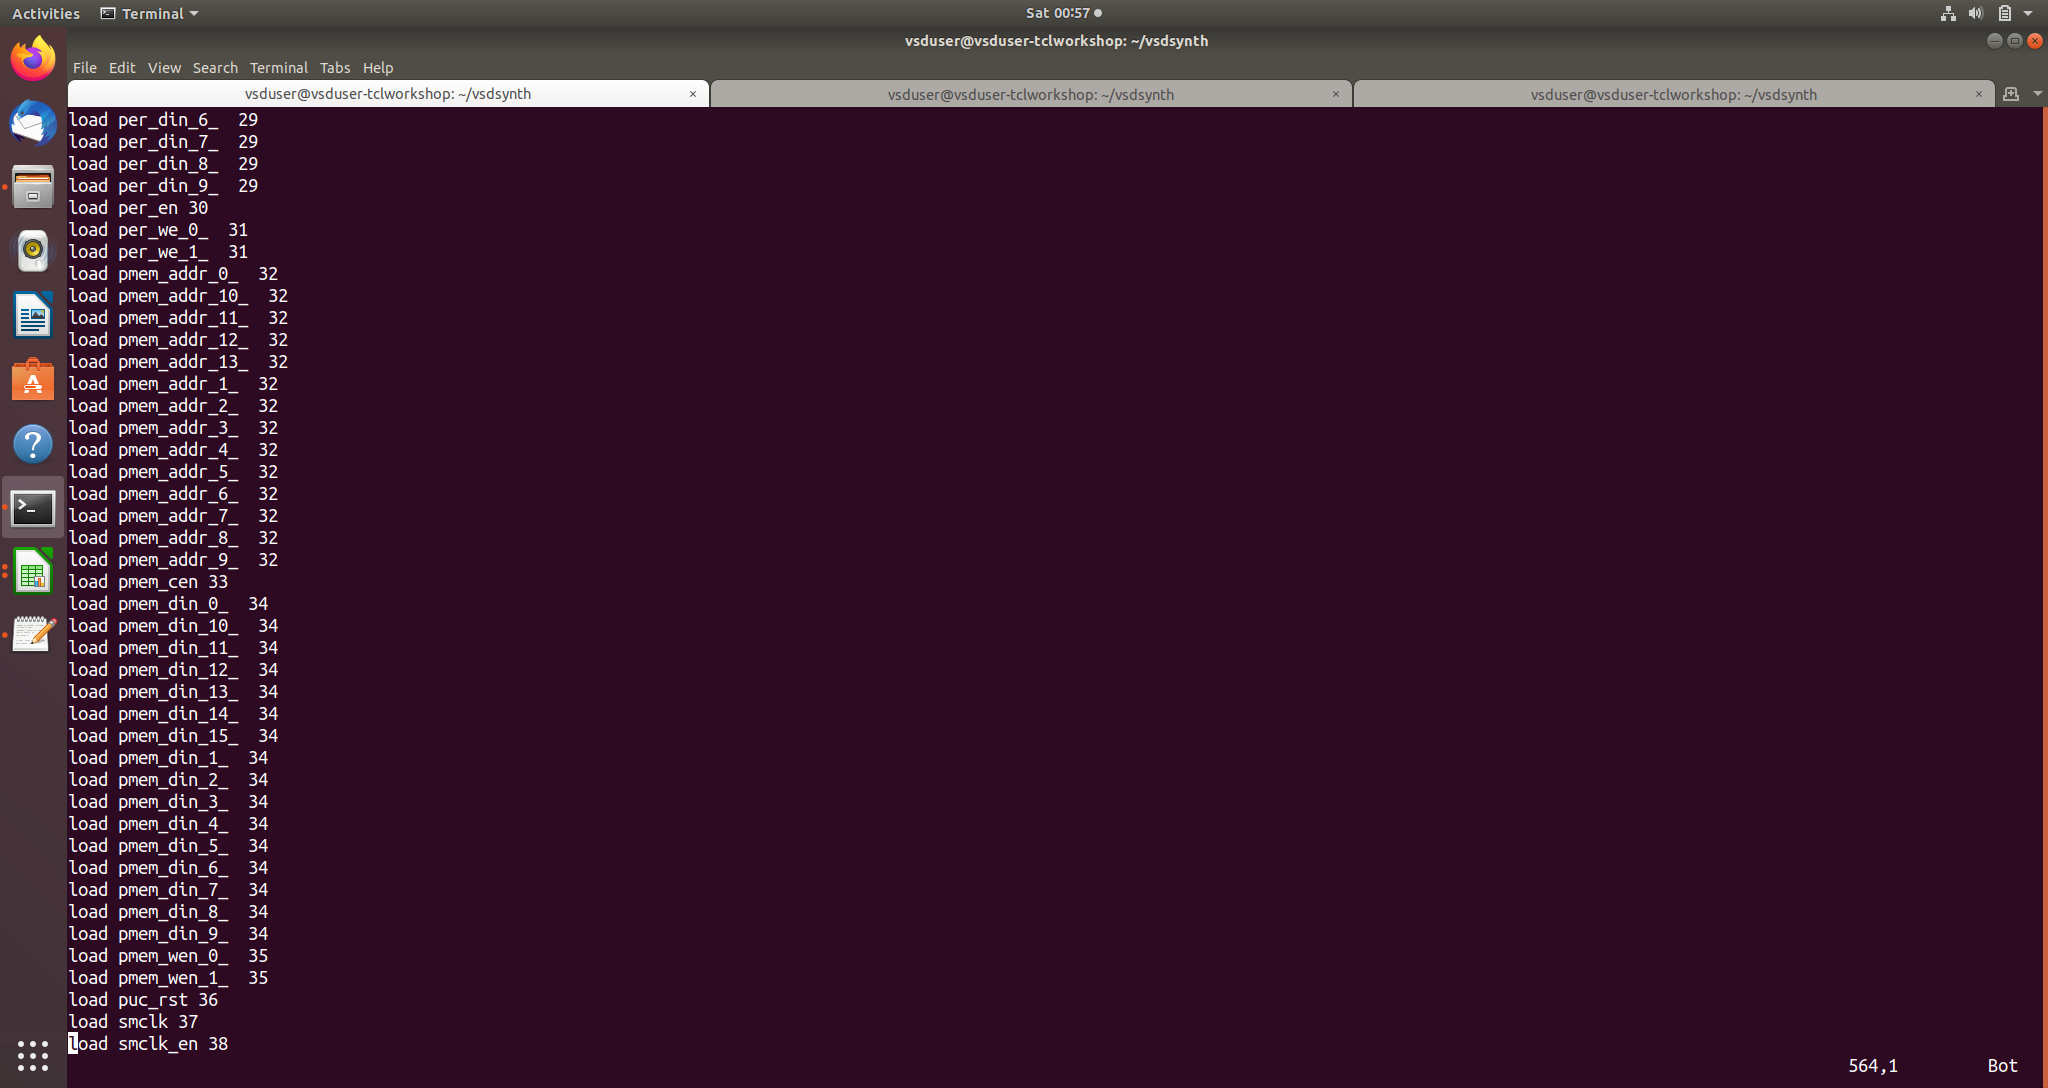 Activities Terminal Sat 00:57
vsduser@vsduser-tclworkshop: ~/vsdsynth
File Edit View Search Terminal Tabs Help
vsduser@vsduser-tclworkshop: ~/vsdsynth × vsduser@vsduser-tclworkshop: ~/vsdsynth × vsduser@vsduser-tclworkshop: ~/vsdsynth ×
load per_din_6_  29
load per_din_7_  29
load per_din_8_  29
load per_din_9_  29
load per_en 30
load per_we_0_  31
load per_we_1_  31
load pmem_addr_0_  32
load pmem_addr_10_  32
load pmem_addr_11_  32
load pmem_addr_12_  32
load pmem_addr_13_  32
load pmem_addr_1_  32
load pmem_addr_2_  32
load pmem_addr_3_  32
load pmem_addr_4_  32
load pmem_addr_5_  32
load pmem_addr_6_  32
load pmem_addr_7_  32
load pmem_addr_8_  32
load pmem_addr_9_  32
load pmem_cen 33
load pmem_din_0_  34
load pmem_din_10_  34
load pmem_din_11_  34
load pmem_din_12_  34
load pmem_din_13_  34
load pmem_din_14_  34
load pmem_din_15_  34
load pmem_din_1_  34
load pmem_din_2_  34
load pmem_din_3_  34
load pmem_din_4_  34
load pmem_din_5_  34
load pmem_din_6_  34
load pmem_din_7_  34
load pmem_din_8_  34
load pmem_din_9_  34
load pmem_wen_0_  35
load pmem_wen_1_  35
load puc_rst 36
load smclk 37
load smclk_en 38
564,1 Bot